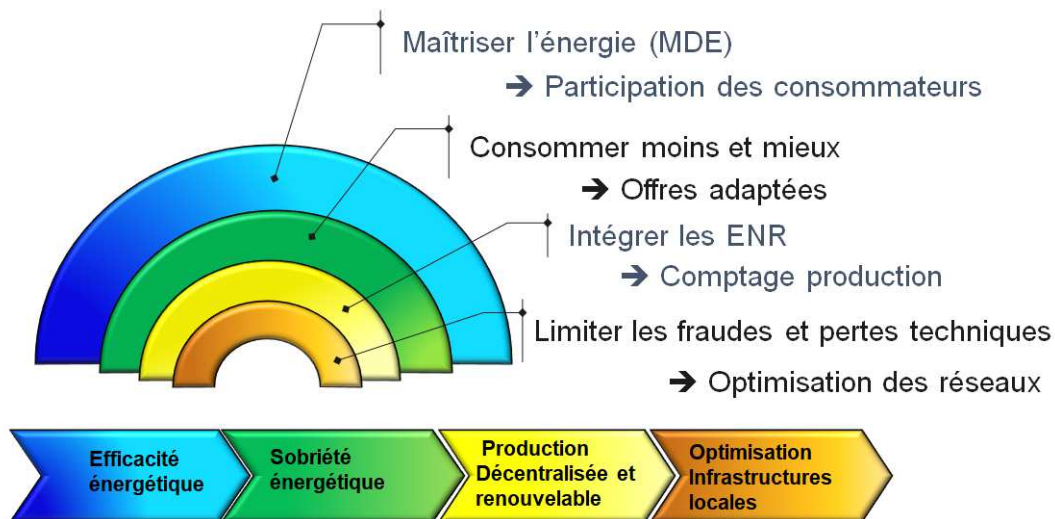 Maîtriser l'énergie (MDE)
➔ Participation des consommateurs
Consommer moins et mieux
➔ Offres adaptées
Intégrer les ENR
➔ Comptage production
Limiter les fraudes et pertes techniques
➔ Optimisation des réseaux
Efficacité
énergétique
Sobriété
énergétique
Production
Décentralisée et
renouvelable
Optimisation
Infrastructures
locales